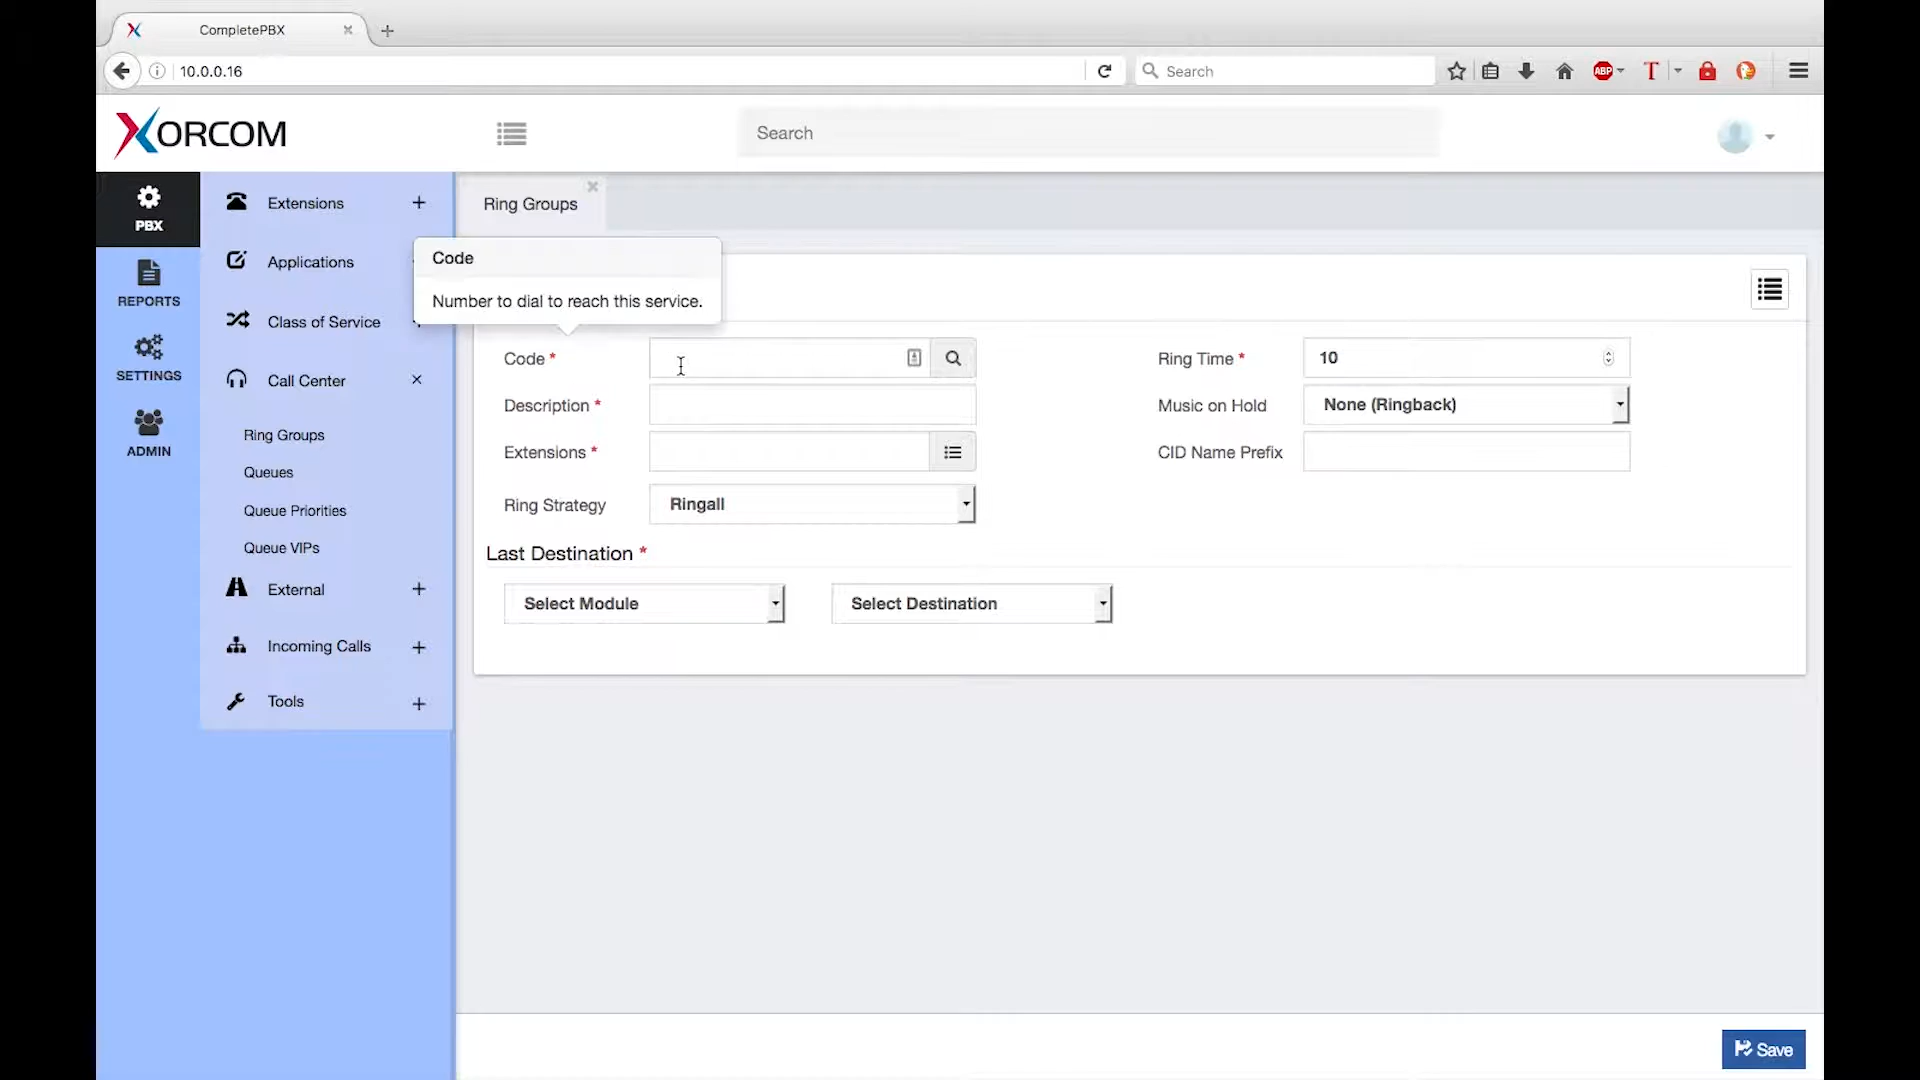 CompletePBX
10.0.0.16
Search
ABP
T
XORCOM
Search
PBX
REPORTS
SETTINGS
ADMIN
Extensions
Applications
Class of Service
Call Center
Ring Groups
Queues
Queue Priorities
Queue VIPs
External
Incoming Calls
Tools
Ring Groups
Code
Number to dial to reach this service.
Code *
Description *
Extensions *
Ring Strategy
Ringall
Ring Time *
10
Music on Hold
None (Ringback)
CID Name Prefix
Last Destination *
Select Module
Select Destination
Save